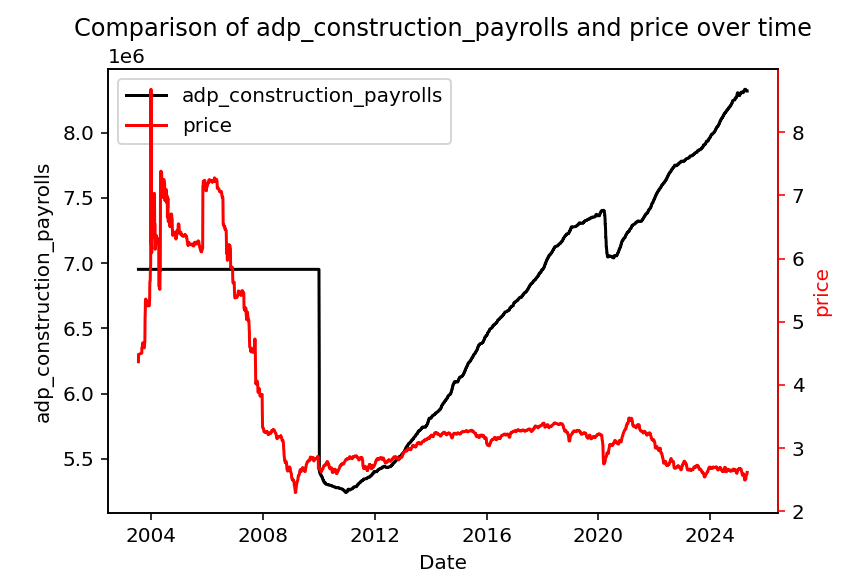 Comparison of adp_construction_payrolls and price over time
1e6
adp_construction_payrolls
price
8.0
7.5
7.0
6.5
6.0
5.5
adp_construction_payrolls
8
7
6
5
4
3
2
price
2004 2008 2012 2016 2020 2024
Date